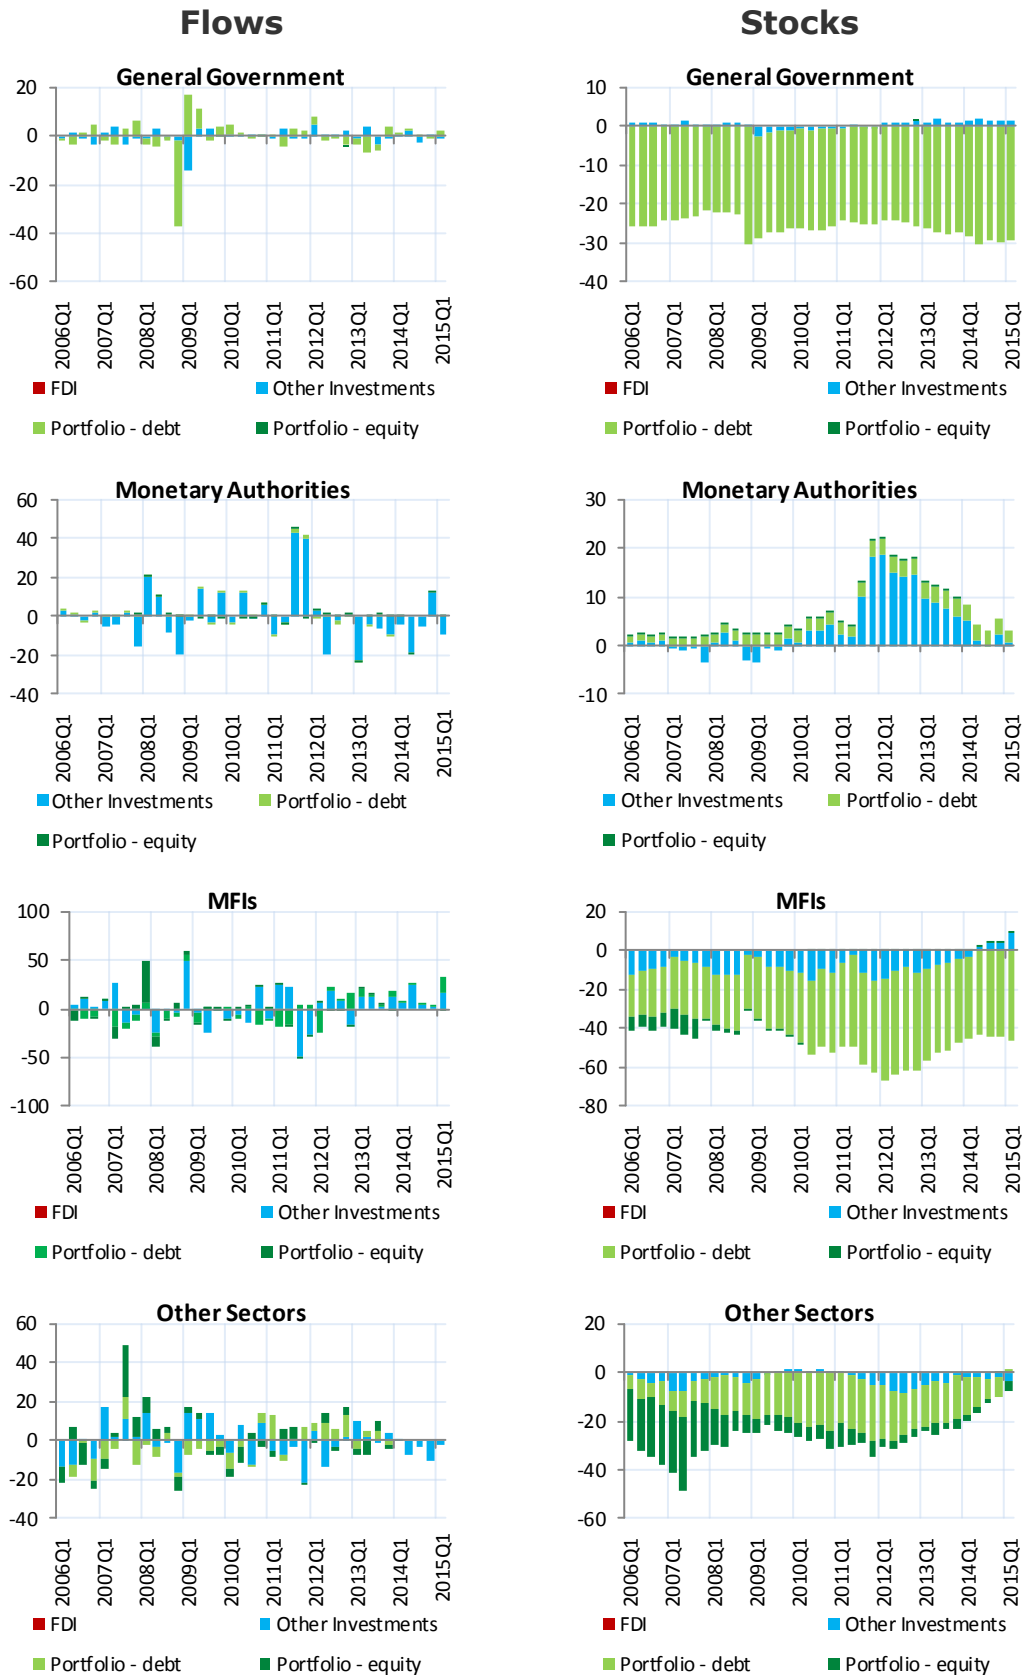 Flows
Stocks
General Government
20
0
-20
-40
-60
2006Q1
2007Q1
2008Q1
2009Q1
2010Q1
2011Q1
2012Q1
2013Q1
2014Q1
2015Q1
FDI
Other Investments
Portfolio - debt
Portfolio - equity
General Government
10
0
-10
-20
-30
-40
2006Q1
2007Q1
2008Q1
2009Q1
2010Q1
2011Q1
2012Q1
2013Q1
2014Q1
2015Q1
FDI
Other Investments
Portfolio - debt
Portfolio - equity
Monetary Authorities
60
40
20
0
-20
-40
2006Q1
2007Q1
2008Q1
2009Q1
2010Q1
2011Q1
2012Q1
2013Q1
2014Q1
2015Q1
Other Investments
Portfolio - debt
Portfolio - equity
Monetary Authorities
30
20
10
0
-10
2006Q1
2007Q1
2008Q1
2009Q1
2010Q1
2011Q1
2012Q1
2013Q1
2014Q1
2015Q1
Other Investments
Portfolio - debt
Portfolio - equity
MFIs
100
50
0
-50
-100
2006Q1
2007Q1
2008Q1
2009Q1
2010Q1
2011Q1
2012Q1
2013Q1
2014Q1
2015Q1
FDI
Other Investments
Portfolio - debt
Portfolio - equity
MFIs
20
0
-20
-40
-60
-80
2006Q1
2007Q1
2008Q1
2009Q1
2010Q1
2011Q1
2012Q1
2013Q1
2014Q1
2015Q1
FDI
Other Investments
Portfolio - debt
Portfolio - equity
Other Sectors
60
40
20
0
-20
-40
2006Q1
2007Q1
2008Q1
2009Q1
2010Q1
2011Q1
2012Q1
2013Q1
2014Q1
2015Q1
FDI
Other Investments
Portfolio - debt
Portfolio - equity
Other Sectors
20
0
-20
-40
-60
2006Q1
2007Q1
2008Q1
2009Q1
2010Q1
2011Q1
2012Q1
2013Q1
2014Q1
2015Q1
FDI
Other Investments
Portfolio - debt
Portfolio - equity